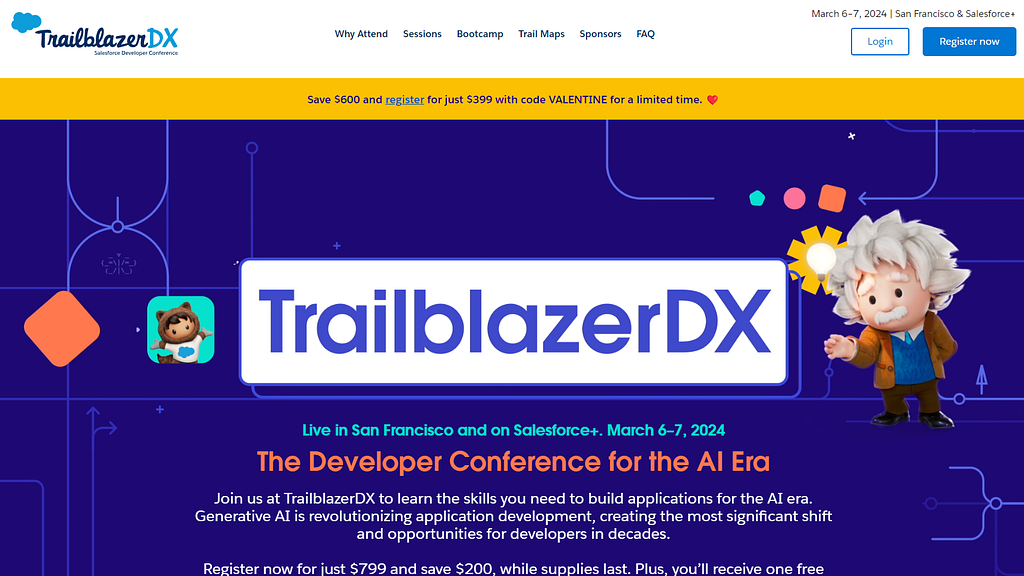 March 6–7, 2024 | San Francisco & Salesforce+
TrailblazerDX
Salesforce Developer Conference
Why Attend Sessions Bootcamp Trail Maps Sponsors FAQ
Login Register now
Save $600 and register for just $399 with code VALENTINE for a limited time. ❤️
TrailblazerDX
Live in San Francisco and on Salesforce+. March 6–7, 2024
The Developer Conference for the AI Era
Join us at TrailblazerDX to learn the skills you need to build applications for the AI era.
Generative AI is revolutionizing application development, creating the most significant shift
and opportunities for developers in decades.
Register now for just $799 and save $200, while supplies last. Plus, you’ll receive one free